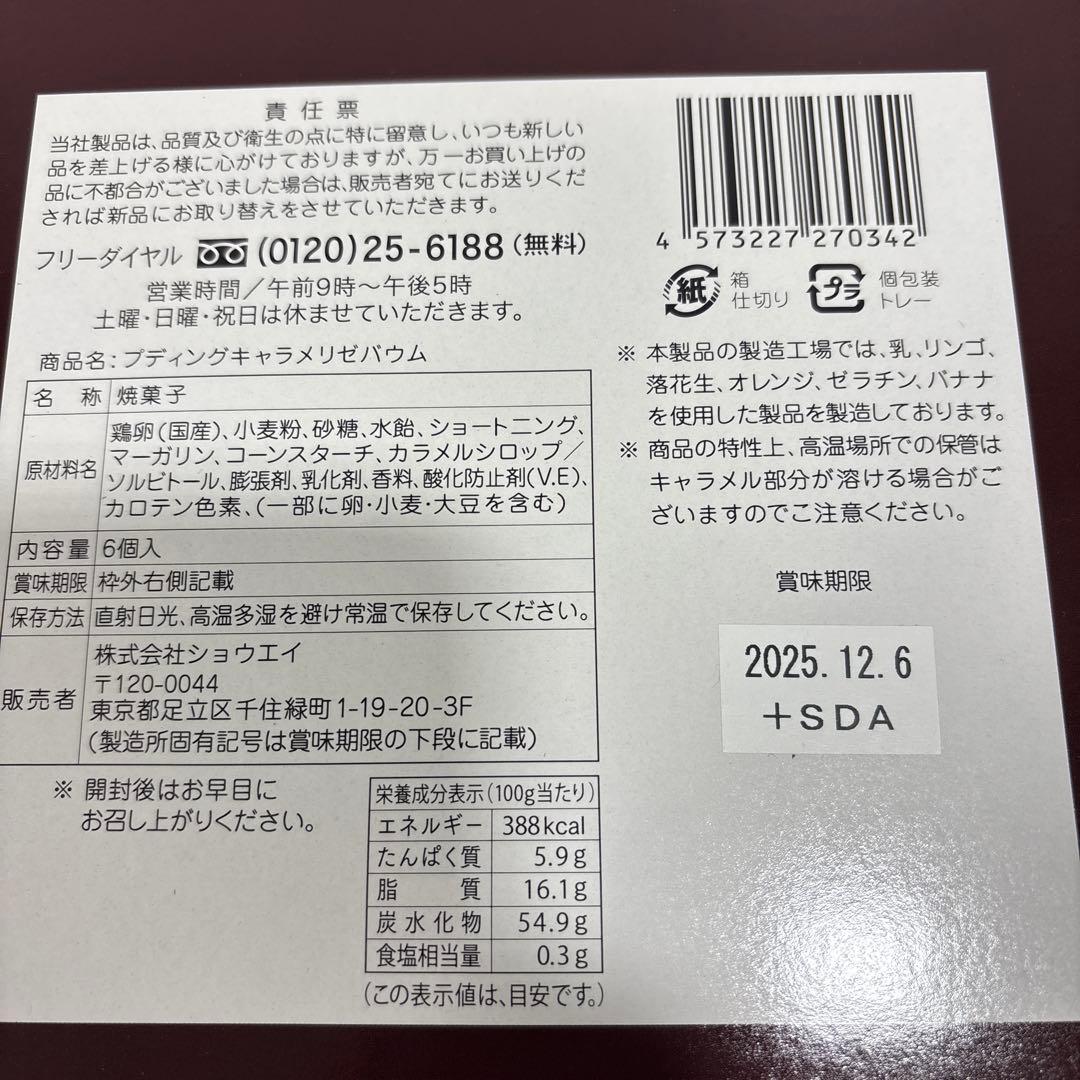 責任票
当社製品は、品質及び衛生の点に特に留意し、いつも新しい
品を差上げる様に心がけておりますが、万一お買い上げの
品に不都合がございました場合は、販売者宛てにお送りくだ
されば新品にお取り替えをさせていただきます。
フリーダイヤル (0120)25-6188(無料)
営業時間/午前9時〜午後5時
土曜・日曜・祝日は休ませていただきます。
商品名:プディングキャラメリゼバウム
名称 焼菓子
原材料名 鶏卵(国産)、小麦粉、砂糖、水飴、ショートニング、
マーガリン、コーンスターチ、カラメルシロップ/
ソルビトール、膨張剤、乳化剤、香料、酸化防止剤(V.E)、
カロテン色素、(一部に卵・小麦・大豆を含む)
内容量 6個入
賞味期限 枠外右側記載
保存方法 直射日光、高温多湿を避け常温で保存してください。
販売者 株式会社ショウエイ
〒120-0044
東京都足立区千住緑町1-19-20-3F
(製造所固有記号は賞味期限の下段に記載)
※ 開封後はお早目に
お召し上がりください。
栄養成分表示(100g当たり)
エネルギー 388kcal
たんぱく質 5.9g
脂質 16.1g
炭水化物 54.9g
食塩相当量 0.3g
(この表示値は、目安です。)
4 573227 270342
紙 箱
仕切り
プラ 個包装
トレー
※ 本製品の製造工場では、乳、リンゴ、
落花生、オレンジ、ゼラチン、バナナ
を使用した製品を製造しております。
※ 商品の特性上、高温場所での保管は
キャラメル部分が溶ける場合がご
ざいますのでご注意ください。
賞味期限
2025.12.6
+SDA